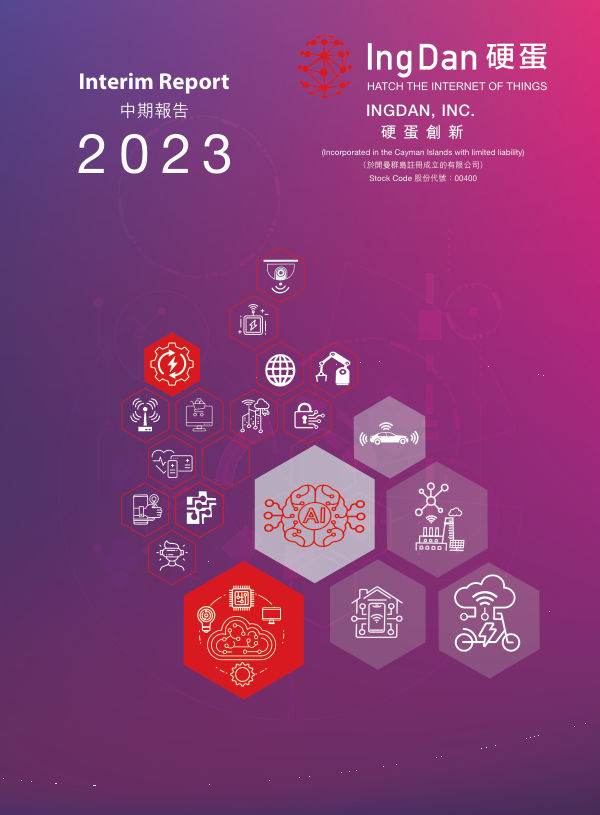 Interim Report
中期報告
2023
IngDan 硬蛋
HATCH THE INTERNET OF THINGS
INGDAN, INC.
硬蛋創新
(Incorporated in the Cayman Islands with limited liability)
(於開曼群島註冊成立的有限公司)
Stock Code 股份代號：00400
AI